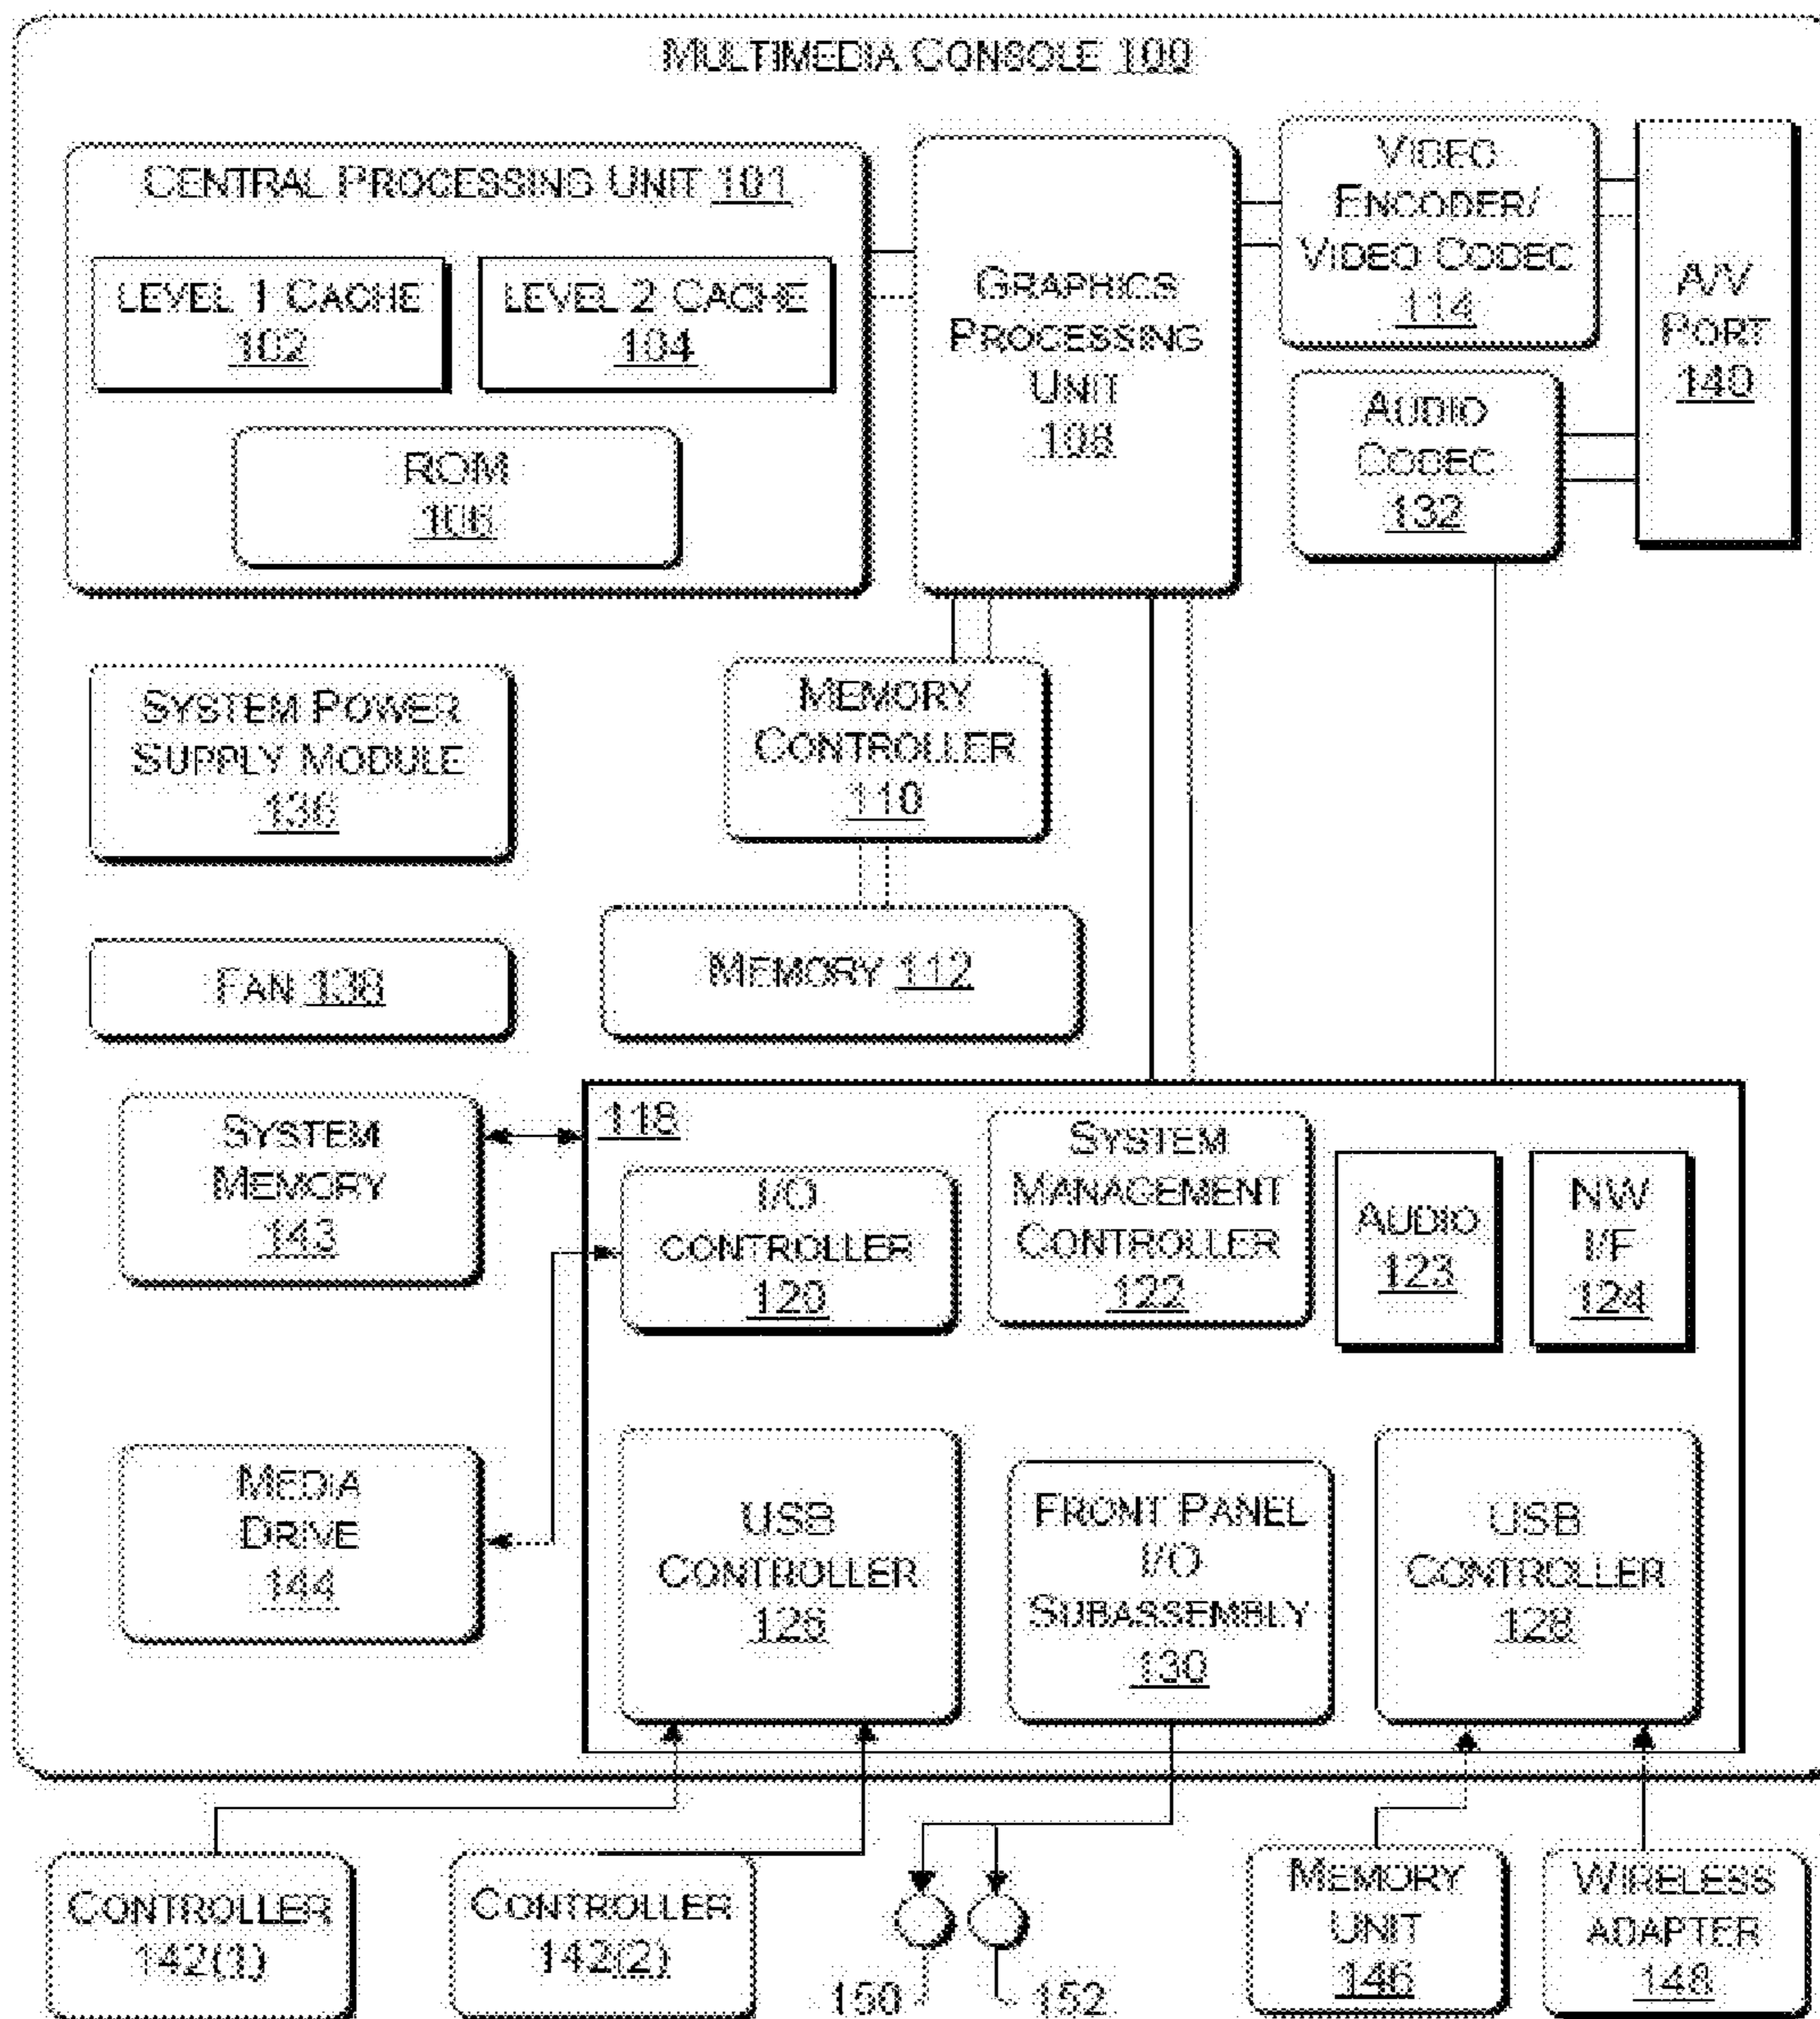 MULTIMEDIA CONSOLE 100
CENTRAL PROCESSING UNIT 101
LEVEL 1 CACHE
102
LEVEL 2 CACHE
104
ROM
106
GRAPHICS
PROCESSING
UNIT
108
VIDEO
ENCODER/
VIDEO CODEC
114
AUDIO
CODEC
132
A/V
PORT
140
SYSTEM POWER
SUPPLY MODULE
136
MEMORY
CONTROLLER
110
FAN 138
MEMORY 112
SYSTEM
MEMORY
143
118
I/O
CONTROLLER
120
SYSTEM
MANAGEMENT
CONTROLLER
122
AUDIO
123
NW
I/F
124
MEDIA
DRIVE
144
USB
CONTROLLER
126
FRONT PANEL
I/O
SUBASSEMBLY
130
USB
CONTROLLER
128
CONTROLLER
142(1)
CONTROLLER
142(2)
150
152
MEMORY
UNIT
146
WIRELESS
ADAPTER
148